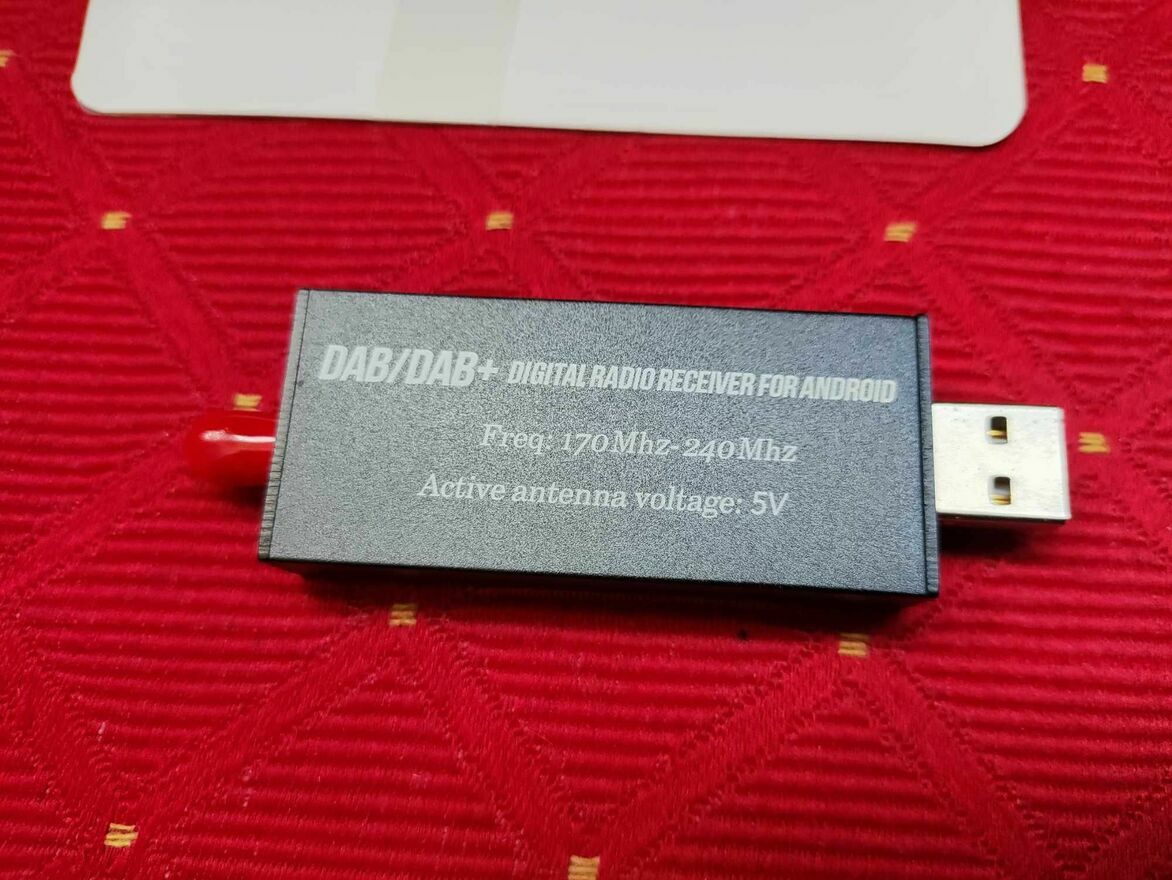 DAB/DAB+ DIGITAL RADIO RECEIVER FOR ANDROID
Freq: 170Mhz-240Mhz
Active antenna voltage: 5V